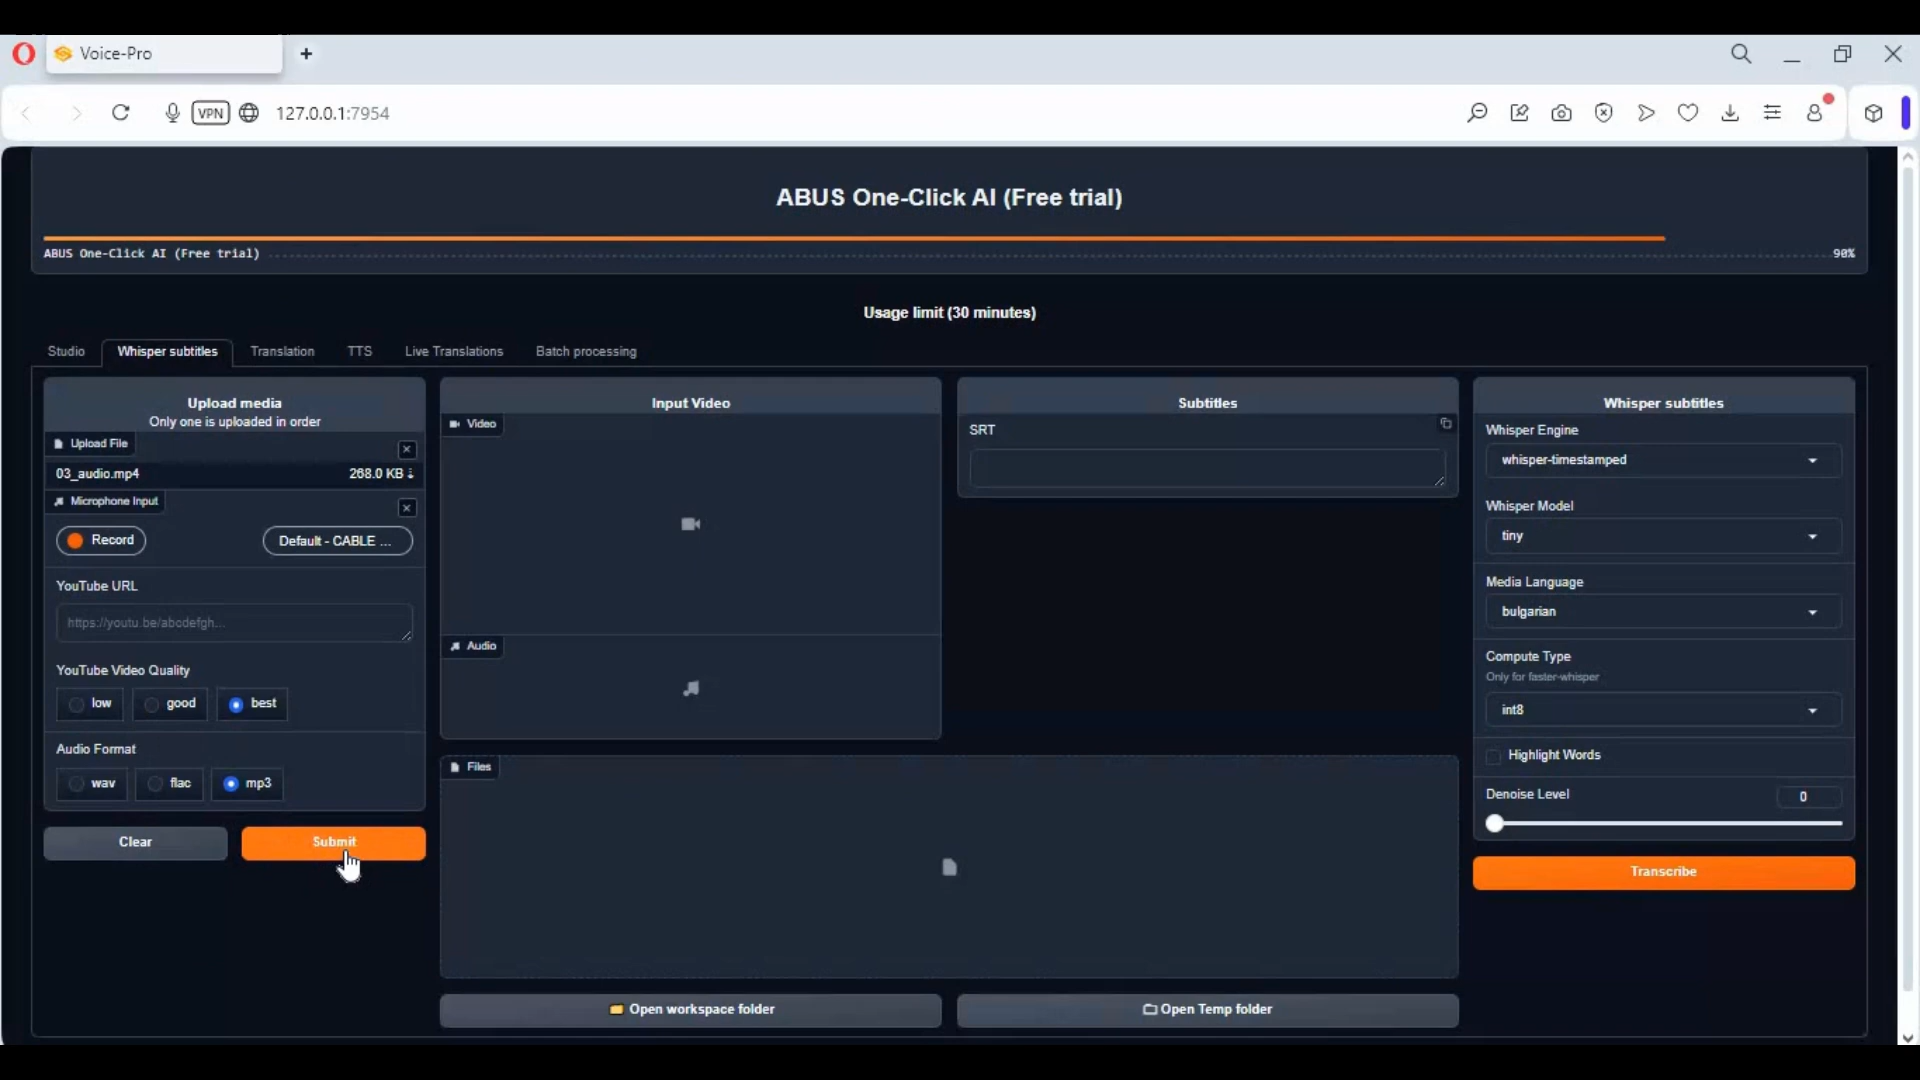 Voice-Pro
VPN
127.0.0.1:7954
ABUS One-Click AI (Free trial)
ABUS One-Click AI (Free trial)
90%
Usage limit (30 minutes)
Studio
Whisper subtitles
Translation
TTS
Live Translations
Batch processing
Upload media
Only one is uploaded in order
Upload File
03_audio.mp4
268.0 KB ↓
Microphone Input
Record
Default - CABLE ...
YouTube URL
https://youtu.be/abcdefgh...
YouTube Video Quality
low
good
best
Audio Format
wav
flac
mp3
Clear
Submit
Input Video
Video
Audio
Subtitles
SRT
Files
Open workspace folder
Open Temp folder
Whisper subtitles
Whisper Engine
whisper-timestamped
Whisper Model
tiny
Media Language
bulgarian
Compute Type
Only for faster-whisper
int8
Highlight Words
Denoise Level
0
Transcribe